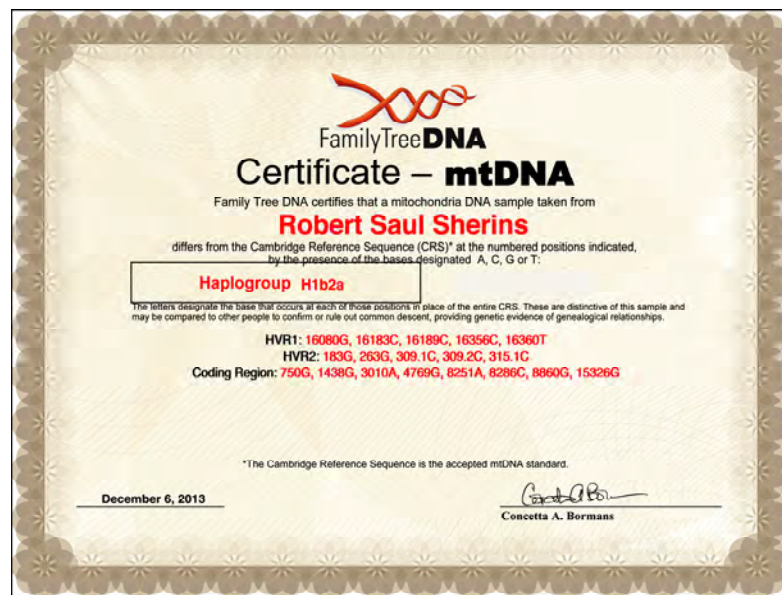 FamilyTreeDNA
Certificate – mtDNA
Family Tree DNA certifies that a mitochondria DNA sample taken from
Robert Saul Sherins
differs from the Cambridge Reference Sequence (CRS)* at the numbered positions indicated,
by the presence of the bases designated A, C, G or T:
Haplogroup H1b2a
The letters designate the base that occurs at each of those positions in place of the entire CRS. These are distinctive of this sample and
may be compared to other people to confirm or rule out common descent, providing genetic evidence of genealogical relationships.
HVR1: 16080G, 16183C, 16189C, 16356C, 16360T
HVR2: 183G, 263G, 309.1C, 309.2C, 315.1C
Coding Region: 750G, 1438G, 3010A, 4769G, 8251A, 8286C, 8860G, 15326G
*The Cambridge Reference Sequence is the accepted mtDNA standard.
December 6, 2013
Concetta A. Bormans